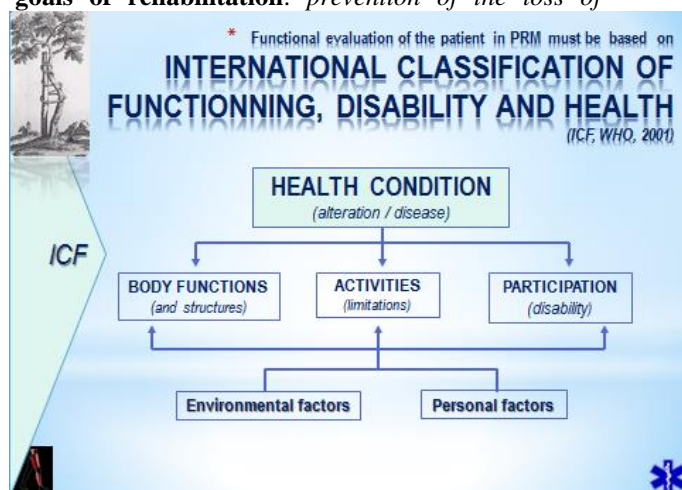 goals of rehabilitation: prevention of the loss of
* Functional evaluation of the patient in PRM must be based on
INTERNATIONAL CLASSIFICATION OF
FUNCTIONNING, DISABILITY AND HEALTH
(ICF, WHO, 2001)
HEALTH CONDITION
(alteration / disease)
ICF
BODY FUNCTIONS
(and structures)
ACTIVITIES
(limitations)
PARTICIPATION
(disability)
Environmental factors
Personal factors